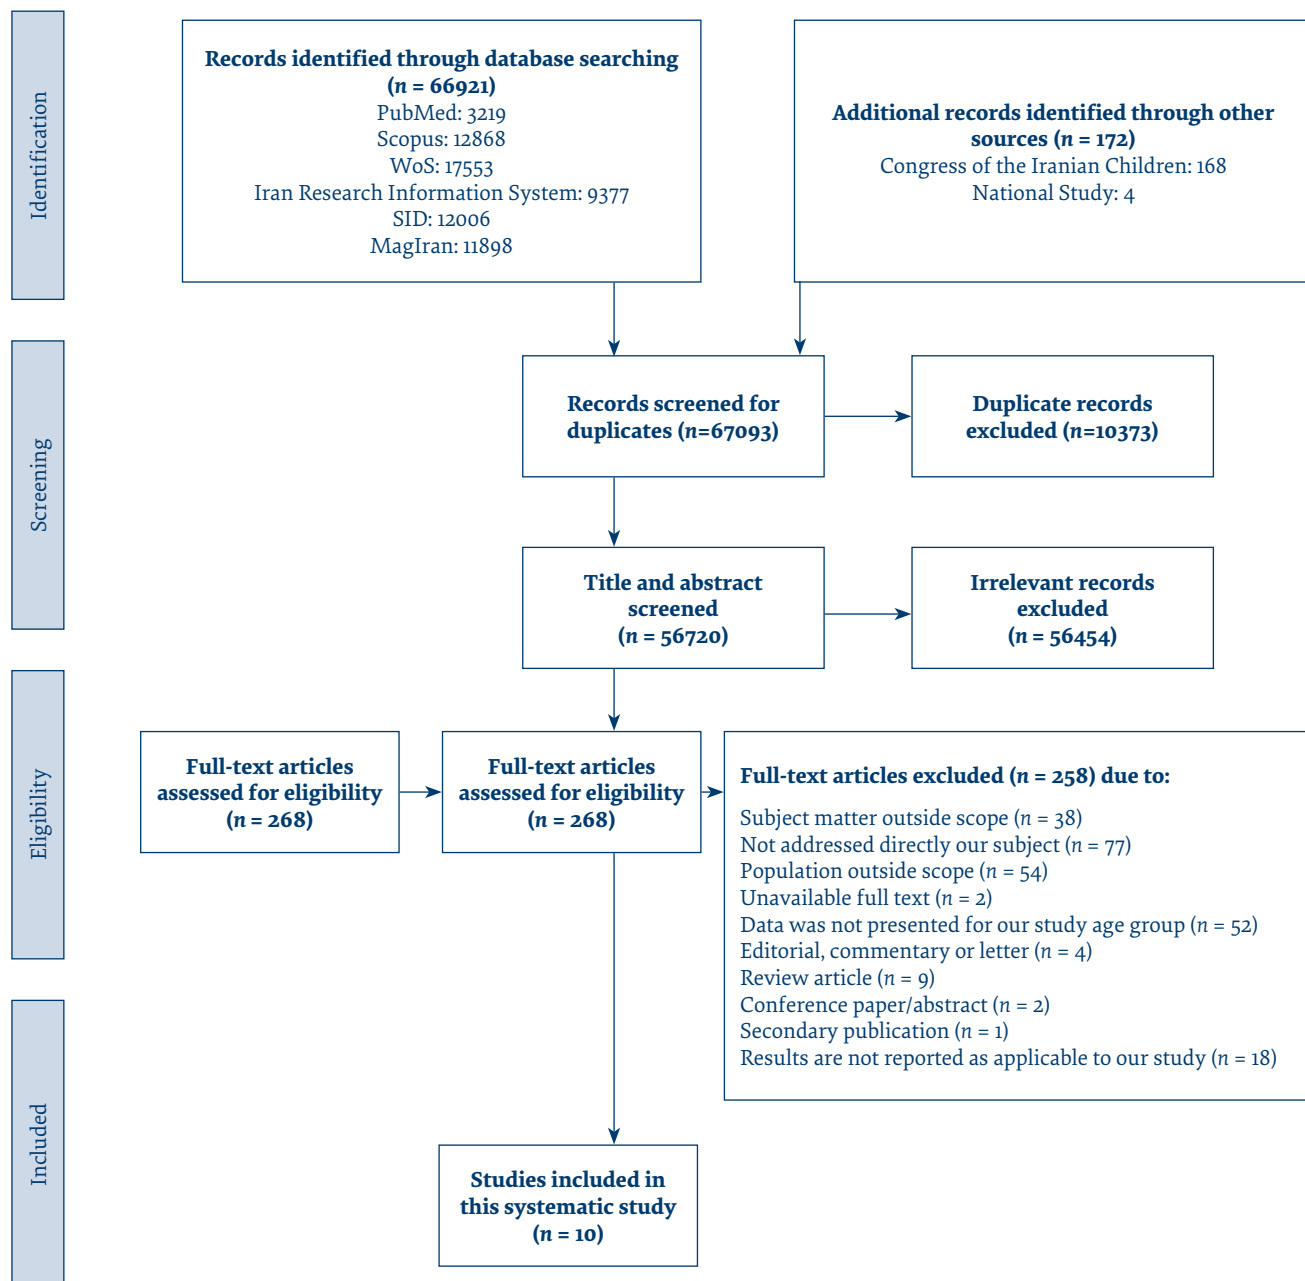 Identification
Records identified through database searching
(n = 66921)
PubMed: 3219
Scopus: 12868
WoS: 17553
Iran Research Information System: 9377
SID: 12006
MagIran: 11898
Additional records identified through other
sources (n = 172)
Congress of the Iranian Children: 168
National Study: 4
Screening
Records screened for
duplicates (n=67093)
Duplicate records
excluded (n=10373)
Title and abstract
screened
(n = 56720)
Irrelevant records
excluded
(n = 56454)
Eligibility
Full-text articles
assessed for eligibility
(n = 268)
Full-text articles
assessed for eligibility
(n = 268)
Full-text articles excluded (n = 258) due to:
Subject matter outside scope (n = 38)
Not addressed directly our subject (n = 77)
Population outside scope (n = 54)
Unavailable full text (n = 2)
Data was not presented for our study age group (n = 52)
Editorial, commentary or letter (n = 4)
Review article (n = 9)
Conference paper/abstract (n = 2)
Secondary publication (n = 1)
Results are not reported as applicable to our study (n = 18)
Included
Studies included in
this systematic study
(n = 10)